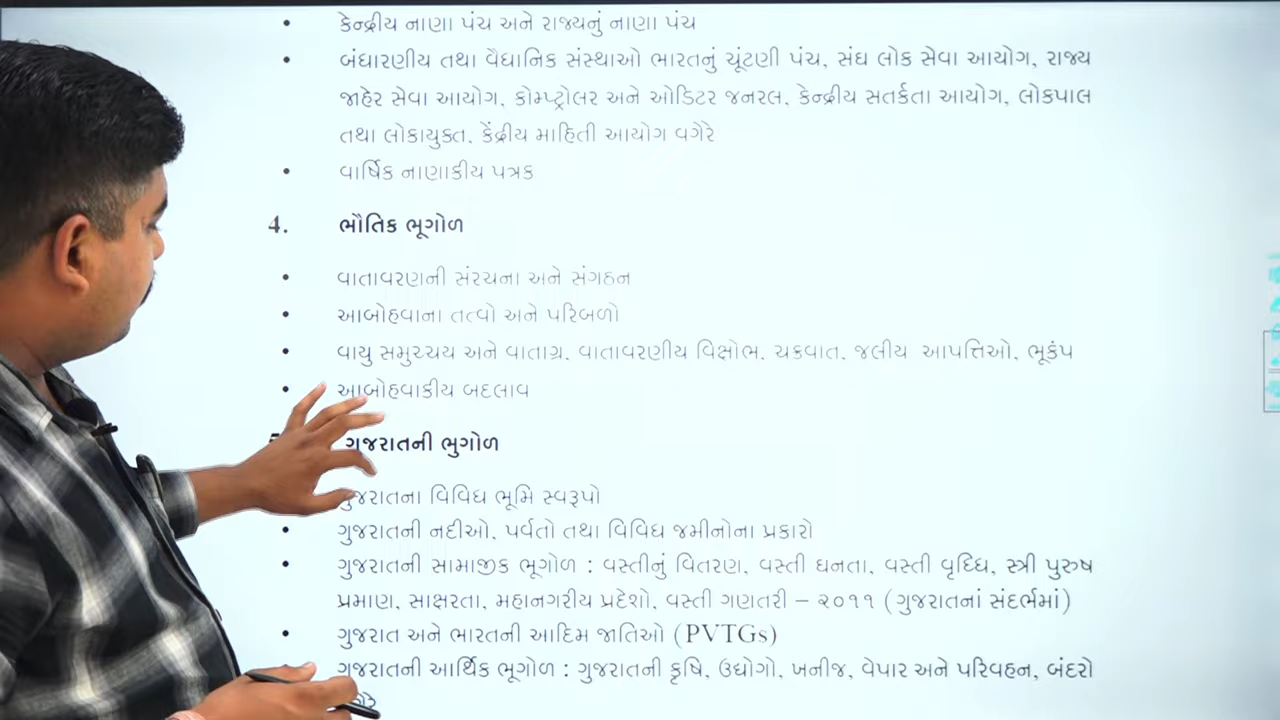 • કેન્દ્રીય નાણા પંચ અને રાજ્યનું નાણા પંચ
• બંધારણીય તથા વૈધાનિક સંસ્થાઓ ભારતનું ચૂંટણી પંચ, સંઘ લોક સેવા આયોગ, રાજ્ય
જાહેર સેવા આયોગ, કોમ્પ્ટ્રોલર અને ઓડિટર જનરલ, કેન્દ્રીય સતર્કતા આયોગ, લોકપાલ
તથા લોકાયુક્ત, કેંદ્રીય માહિતી આયોગ વગેરે
• વાર્ષિક નાણાકીય પત્રક
4. ભૌતિક ભૂગોળ
• વાતાવરણની સંરચના અને સંગઠન
• આબોહવાના તત્વો અને પરિબળો
• વાયુ સમુચ્ચય અને વાતાગ્ર, વાતાવરણીય વિક્ષોભ, ચક્રવાત, જલીય આપત્તિઓ, ભૂકંપ
• આબોહવાકીય બદલાવ
ગુજરાતની ભુગોળ
ગુજરાતના વિવિધ ભૂમિ સ્વરૂપો
• ગુજરાતની નદીઓ, પર્વતો તથા વિવિધ જમીનોના પ્રકારો
• ગુજરાતની સામાજીક ભૂગોળ : વસ્તીનું વિતરણ, વસ્તી ઘનતા, વસ્તી વૃધ્ધિ, સ્ત્રી પુરુષ
પ્રમાણ, સાક્ષરતા, મહાનગરીય પ્રદેશો, વસ્તી ગણતરી – ૨૦૧૧ (ગુજરાતનાં સંદર્ભમાં)
• ગુજરાત અને ભારતની આદિમ જાતિઓ (PVTGs)
ગુજરાતની આર્થિક ભૂગોળ : ગુજરાતની કૃષિ, ઉદ્યોગો, ખનીજ, વેપાર અને પરિવહન, બંદરો